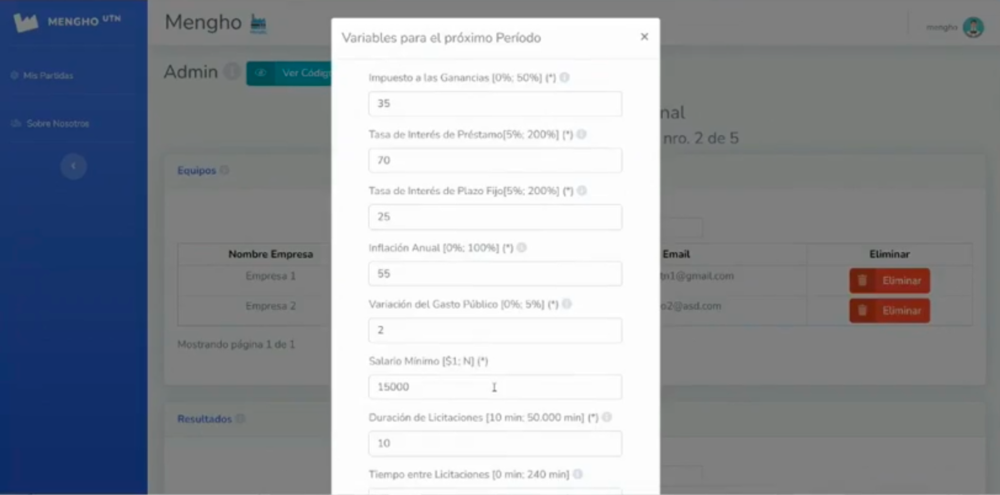 MENGHO UTN
Mis Partidas
Sobre Nosotros
Mengho
mengho
Admin
Ver Códig
nal
nro. 2 de 5
Equipos
Nombre Empresa
Email
Eliminar
Empresa 1
tn1@gmail.com
Eliminar
Empresa 2
o2@asd.com
Eliminar
Mostrando página 1 de 1
Resultados
Variables para el próximo Período
×
Impuesto a las Ganancias [0%; 50%] (*)
35
Tasa de Interés de Préstamo[5%; 200%] (*)
70
Tasa de Interés de Plazo Fijo[5%; 200%] (*)
25
Inflación Anual [0%; 100%] (*)
55
Variación del Gasto Público [0%; 5%] (*)
2
Salario Mínimo [$1; N] (*)
15000
Duración de Licitaciones [10 min; 50.000 min] (*)
10
Tiempo entre Licitaciones [0 min; 240 min]